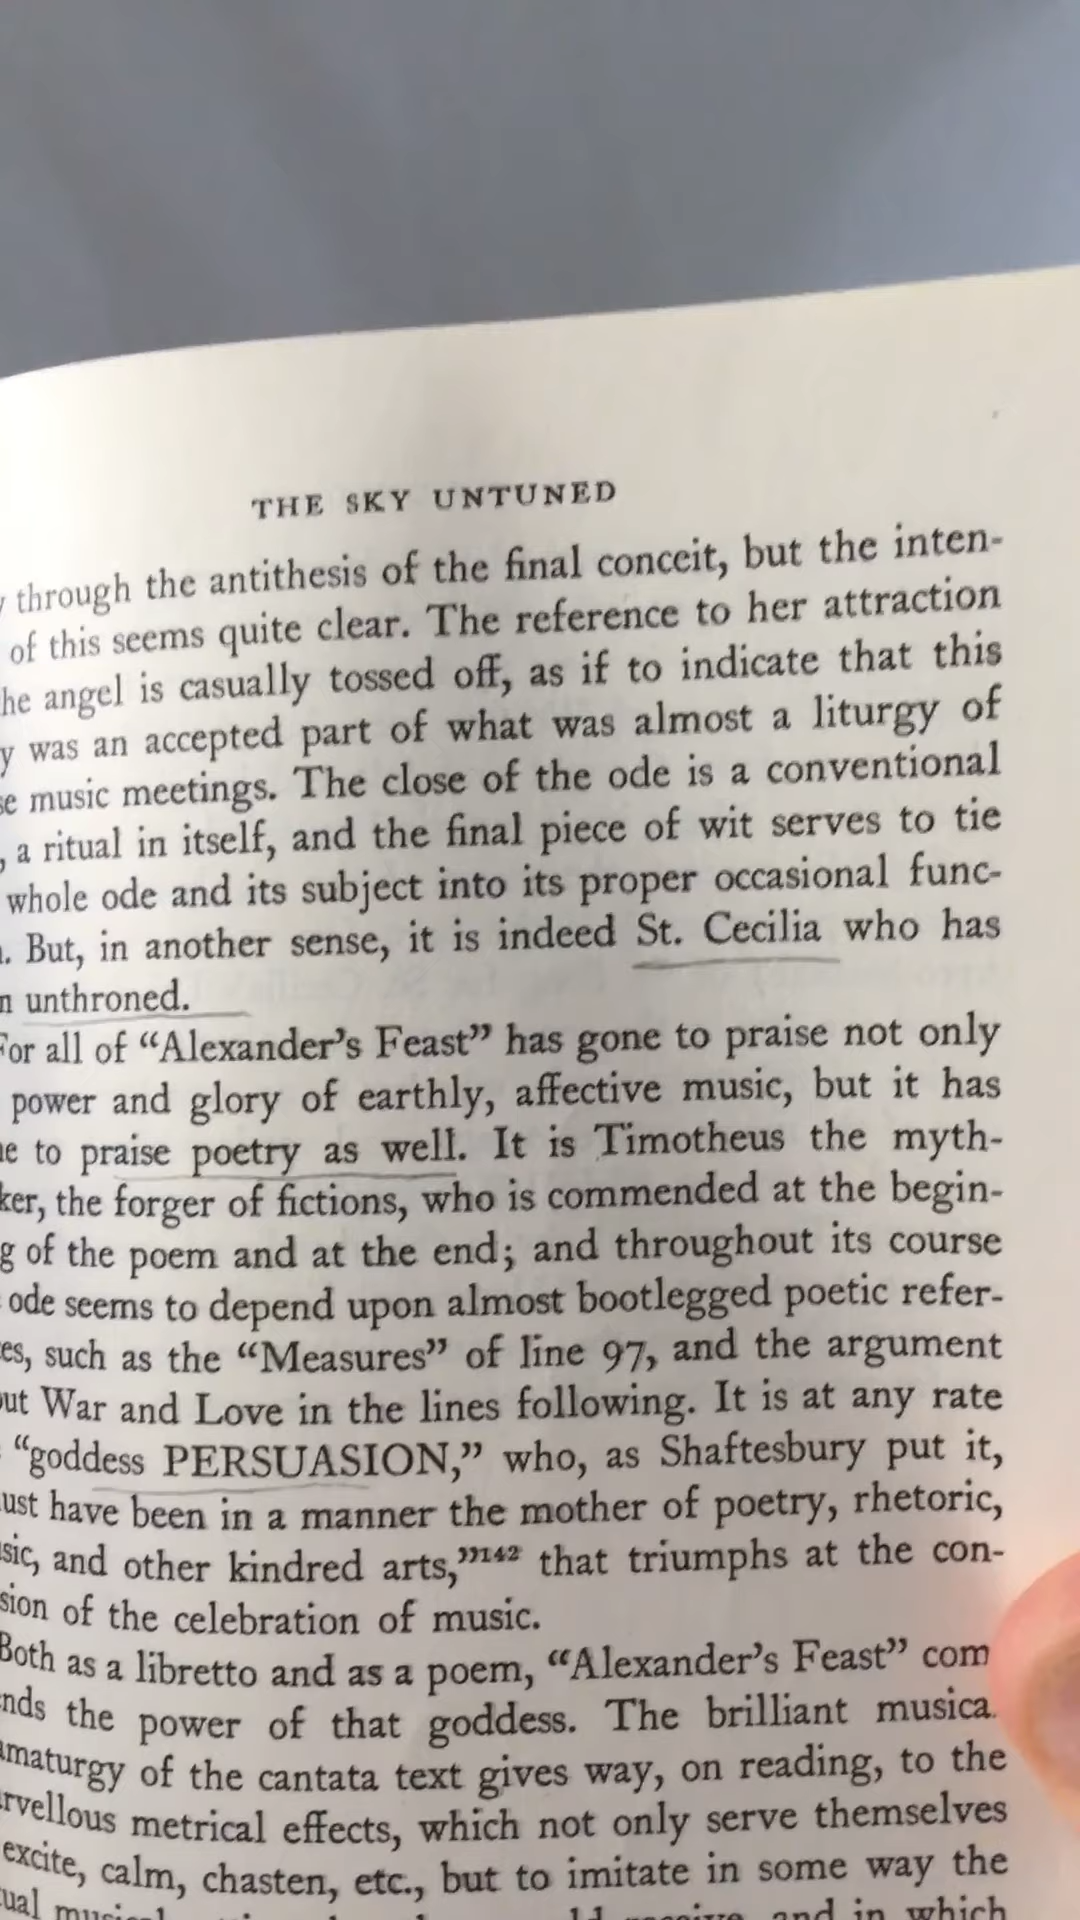 THE SKY UNTUNED
through the antithesis of the final conceit, but the inten-
of this seems quite clear. The reference to her attraction
he angel is casually tossed off, as if to indicate that this
y was an accepted part of what was almost a liturgy of
se music meetings. The close of the ode is a conventional
, a ritual in itself, and the final piece of wit serves to tie
whole ode and its subject into its proper occasional func-
. But, in another sense, it is indeed St. Cecilia who has
n unthroned.
For all of “Alexander’s Feast” has gone to praise not only
power and glory of earthly, affective music, but it has
ne to praise poetry as well. It is Timotheus the myth-
ker, the forger of fictions, who is commended at the begin-
g of the poem and at the end; and throughout its course
ode seems to depend upon almost bootlegged poetic refer-
es, such as the “Measures” of line 97, and the argument
out War and Love in the lines following. It is at any rate
“goddess PERSUASION,” who, as Shaftesbury put it,
ust have been in a manner the mother of poetry, rhetoric,
sic, and other kindred arts,”142 that triumphs at the con-
sion of the celebration of music.
Both as a libretto and as a poem, “Alexander’s Feast” com
nds the power of that goddess. The brilliant musica
amaturgy of the cantata text gives way, on reading, to the
rvellous metrical effects, which not only serve themselves
excite, calm, chasten, etc., but to imitate in some way the
and in which